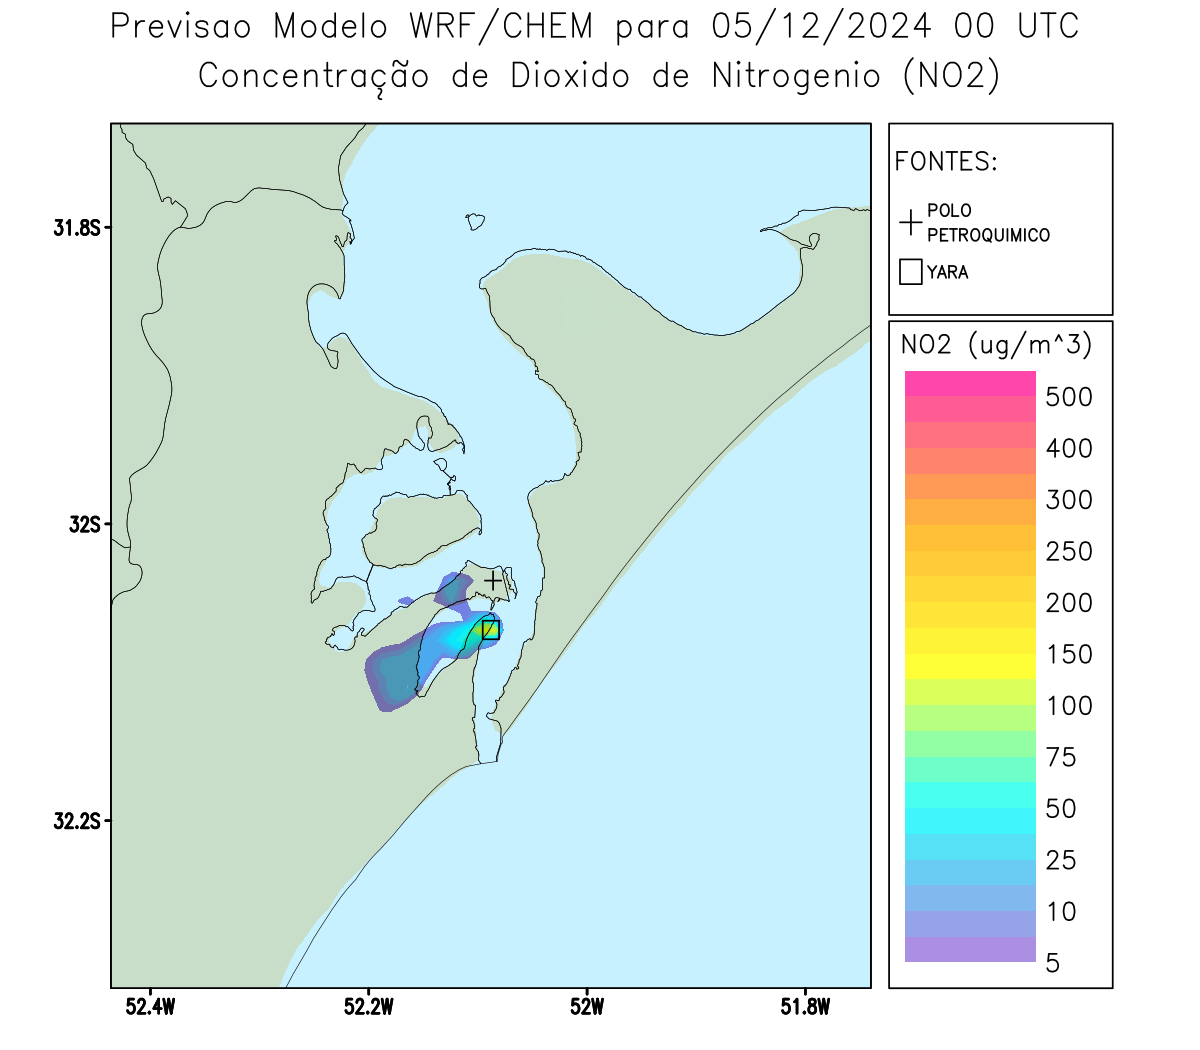 Previsao Modelo WRF/CHEM para 05/12/2024 00 UTC
Concentração de Dioxido de Nitrogenio (NO2)
FONTES:
POLO
PETROQUIMICO
YARA
31.8S
32S
32.2S
52.4W
52.2W
52W
51.8W
NO2 (ug/m^3)
500
400
300
250
200
150
100
75
50
25
10
5